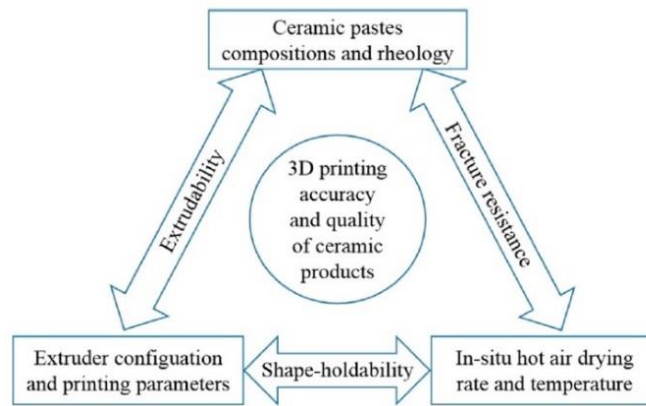 Ceramic pastes
compositions and rheology
Extrudability
Fracture resistance
3D printing
accuracy
and quality
of ceramic
products
Extruder configuation
and printing parameters
Shape-holdability
In-situ hot air drying
rate and temperature